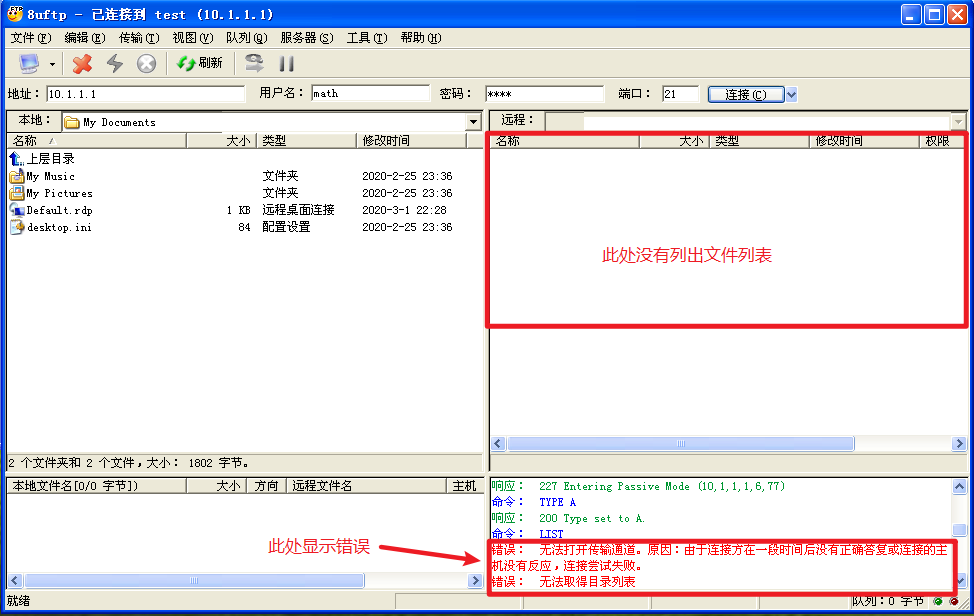 8uftp - 已连接到 test (10.1.1.1)
文件(F) 编辑(E) 传输(T) 视图(V) 队列(Q) 服务器(S) 工具(T) 帮助(H)
刷新
地址： 10.1.1.1 用户名： math 密码： **** 端口： 21 连接(C)
本地： My Documents
名称 大小 类型 修改时间
上层目录
My Music 文件夹 2020-2-25 23:36
My Pictures 文件夹 2020-2-25 23:36
Default.rdp 1 KB 远程桌面连接 2020-3-1 22:28
desktop.ini 84 配置设置 2020-2-25 23:36
2 个文件夹和 2 个文件，大小： 1802 字节。
远程：
名称 大小 类型 修改时间 权限
此处没有列出文件列表
本地文件名[0/0 字节]) 大小 方向 远程文件名 主机
此处显示错误
响应： 227 Entering Passive Mode (10,1,1,1,6,77)
命令： TYPE A
响应： 200 Type set to A.
命令： LIST
错误： 无法打开传输通道。原因：由于连接方在一段时间后没有正确答复或连接的主
机没有反应，连接尝试失败。
错误： 无法取得目录列表
就绪 队列：0 字节